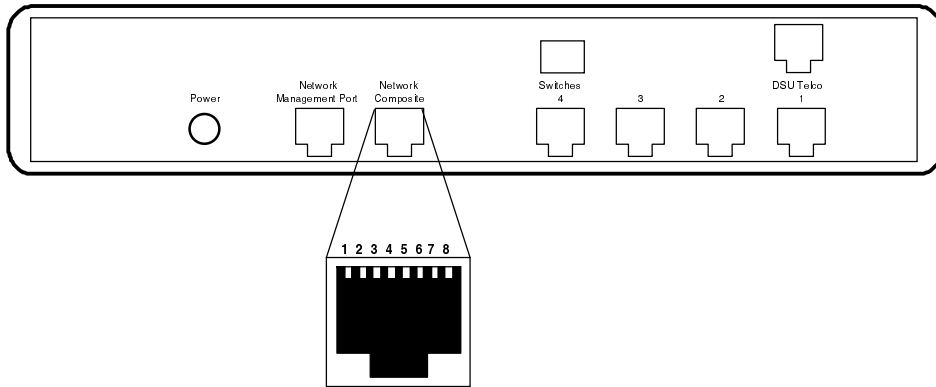 Power
Network
Management Port
Network
Composite
Switches
4
3
2
DSU Telco
1
1 2 3 4 5 6 7 8